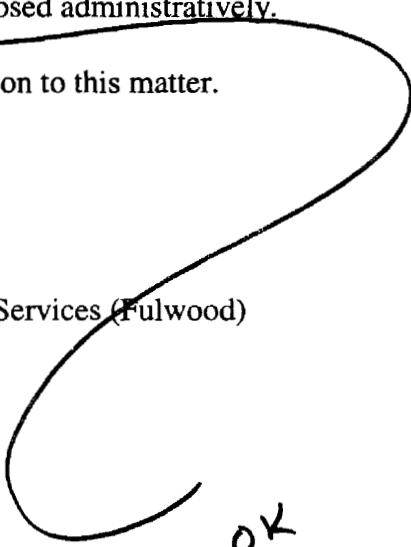 osed administratively.
on to this matter.
Services (Fulwood)
OK